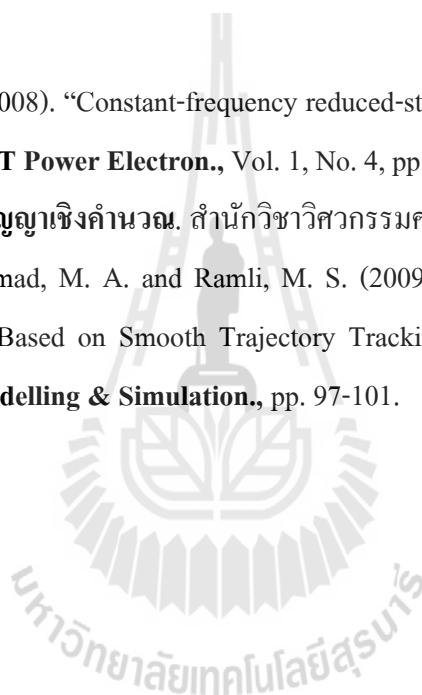 008). “Constant-frequency reduced-st
T Power Electron., Vol. 1, No. 4, pp
ญญาเชิงคำนวณ. สำนักวิชาวิศวกรรมศ
mad, M. A. and Ramli, M. S. (2009
Based on Smooth Trajectory Tracki
delling & Simulation., pp. 97-101.
มหาวิทยาลัยเทคโนโลยีสุรนารี